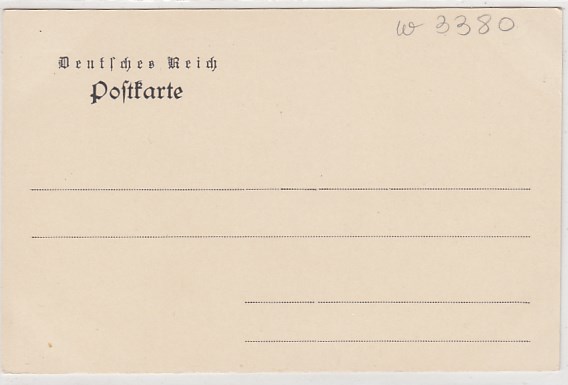 w 3380
Deutſches Reich
Poſtkarte